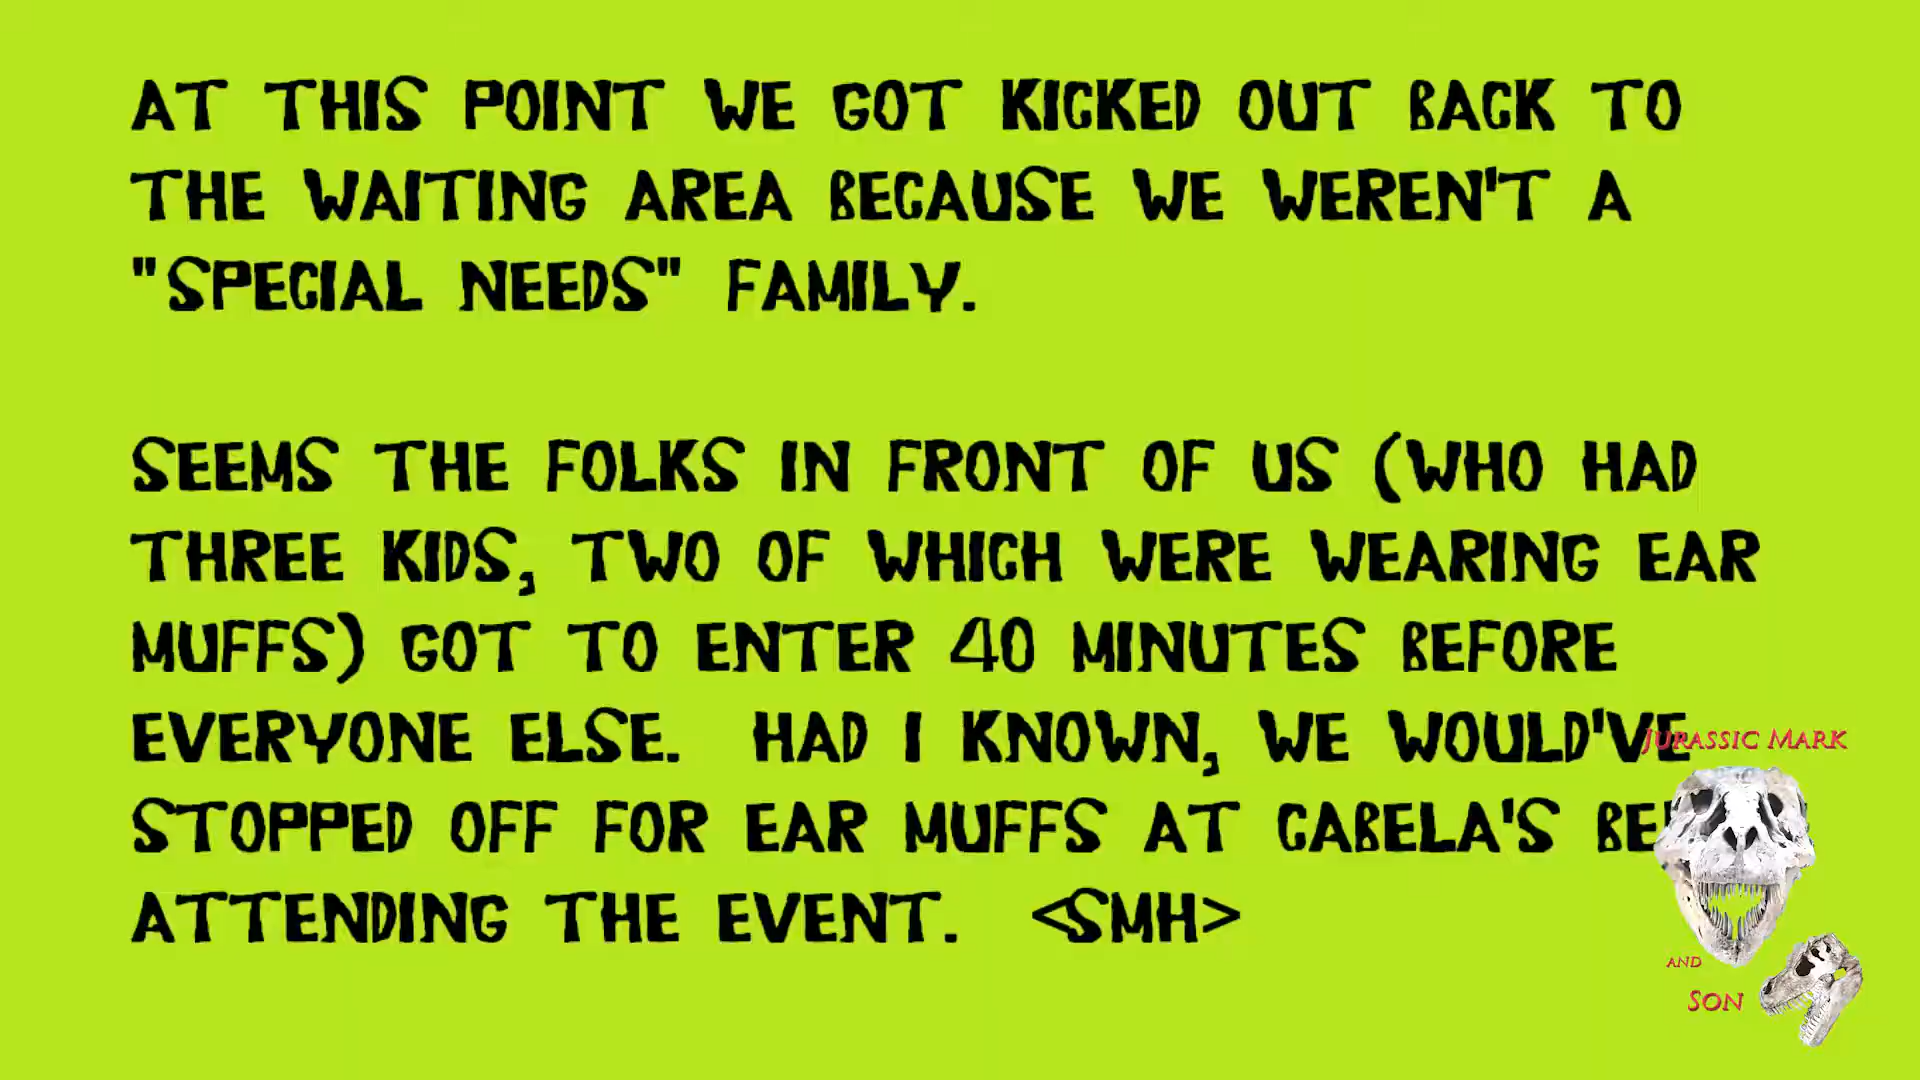 AT THIS POINT WE GOT KICKED OUT BACK TO
THE WAITING AREA BECAUSE WE WEREN'T A
"SPECIAL NEEDS" FAMILY.
SEEMS THE FOLKS IN FRONT OF US (WHO HAD
THREE KIDS, TWO OF WHICH WERE WEARING EAR
MUFFS) GOT TO ENTER 40 MINUTES BEFORE
EVERYONE ELSE. HAD I KNOWN, WE WOULD'VE
STOPPED OFF FOR EAR MUFFS AT CABELA'S
ATTENDING THE EVENT. <SMH>
JURASSIC MARK
AND
SON